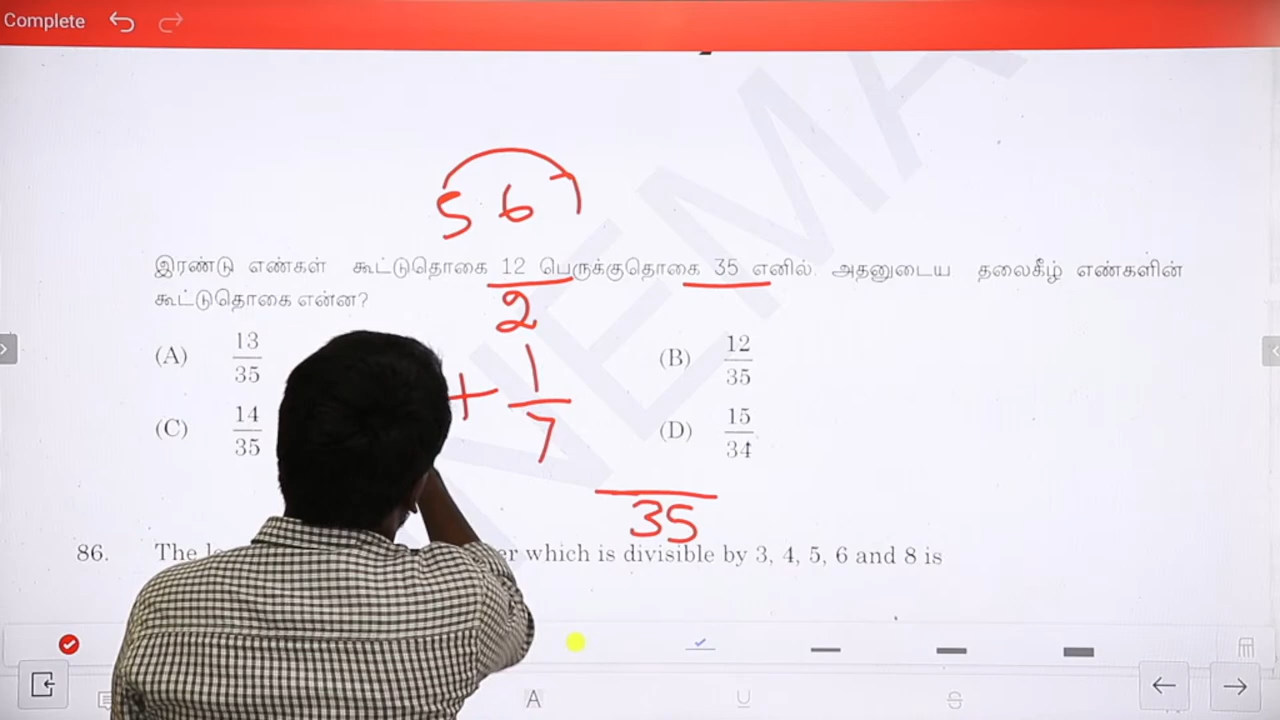 Complete
5 6 7
இரண்டு எண்கள் கூட்டுதொகை 12 பெருக்குதொகை 35 எனில் அதனுடைய தலைகீழ் எண்களின்
கூட்டுதொகை என்ன?
2
(A) 13/35
(B) 12/35
+ 1/7
(C) 14/35
(D) 15/34
35
86. The which is divisible by 3, 4, 5, 6 and 8 is
A U S